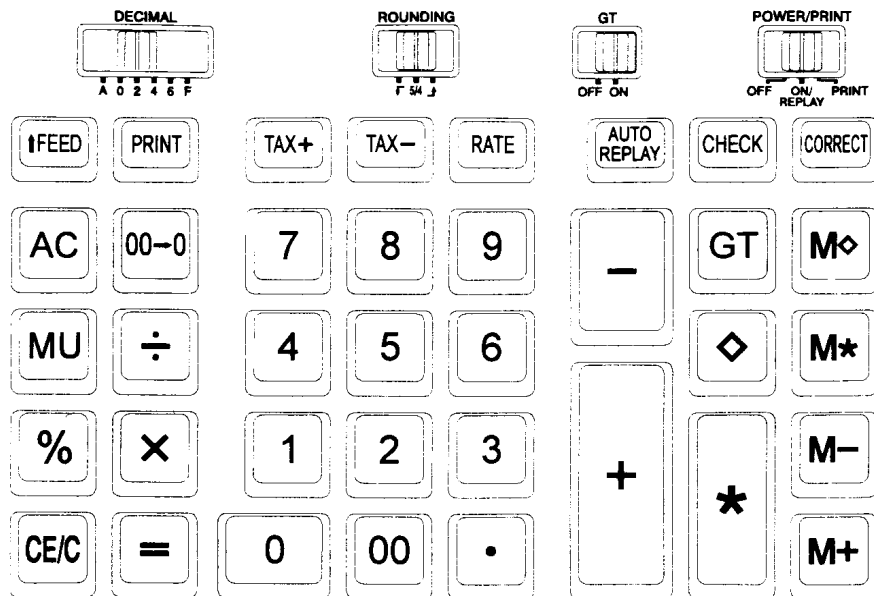 DECIMAL ROUNDING GT POWER/PRINT
A 0 2 4 6 F 5/4 OFF ON OFF ON/ REPLAY PRINT
FEED PRINT TAX+ TAX− RATE AUTO REPLAY CHECK CORRECT
AC 00→0 7 8 9 − GT M◇
MU ÷ 4 5 6 ◇ M*
% × 1 2 3 + * M−
CE/C = 0 00 • M+